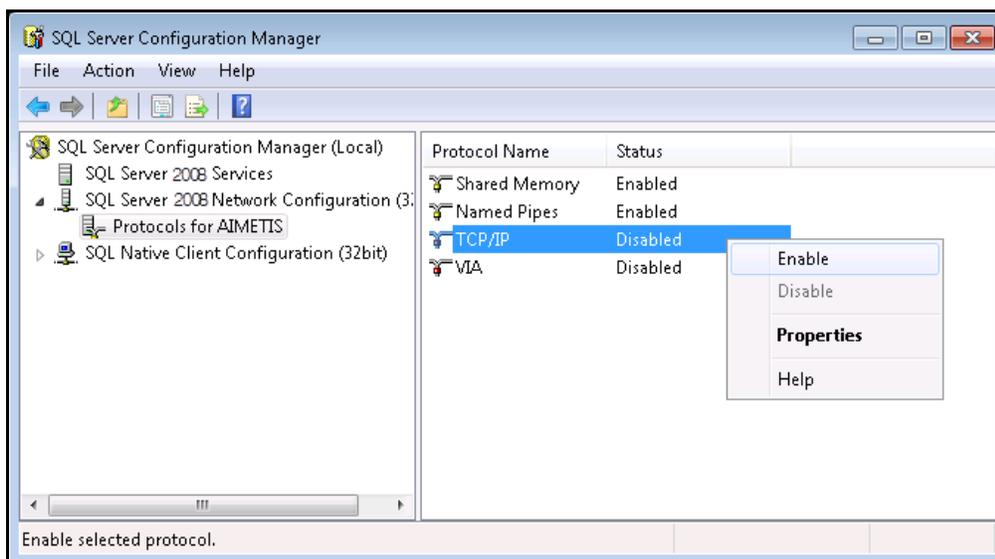 SQL Server Configuration Manager
File Action View Help
SQL Server Configuration Manager (Local)
SQL Server 2008 Services
SQL Server 2008 Network Configuration (3
Protocols for AIMETIS
SQL Native Client Configuration (32bit)
Protocol Name Status
Shared Memory Enabled
Named Pipes Enabled
TCP/IP Disabled
VIA Disabled
Enable
Disable
Properties
Help
Enable selected protocol.